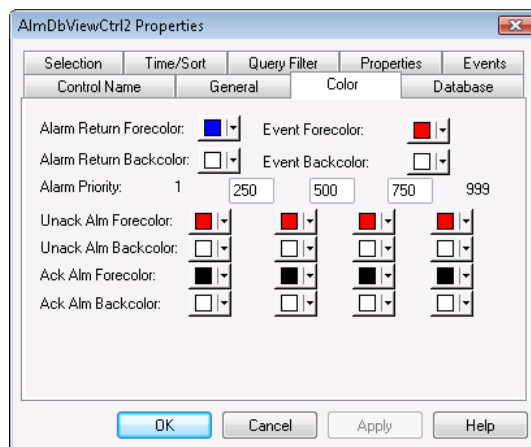 AlmDbViewCtrl2 Properties
Selection Time/Sort Query Filter Properties Events
Control Name General Color Database
Alarm Return Forecolor: Event Forecolor:
Alarm Return Backcolor: Event Backcolor:
Alarm Priority: 1 250 500 750 999
Unack Alm Forecolor:
Unack Alm Backcolor:
Ack Alm Forecolor:
Ack Alm Backcolor:
OK Cancel Apply Help